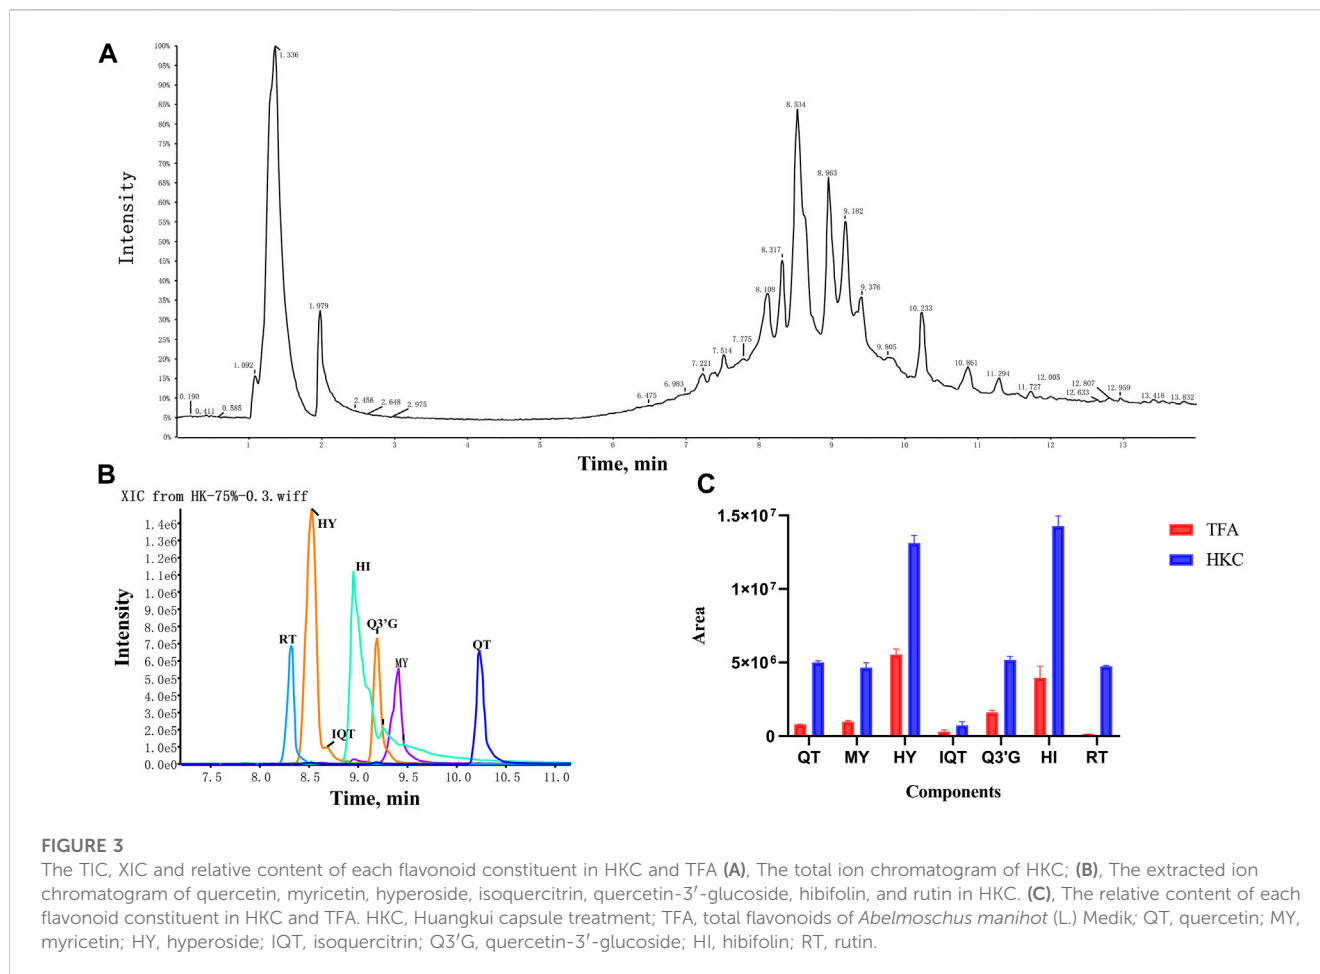 A
Intensity
100%
95%
90%
85%
80%
75%
70%
65%
60%
55%
50%
45%
40%
35%
30%
25%
20%
15%
10%
5%
0%
0.190
0.411
0.585
1.092
1.336
1.979
2.456
2.648
2.975
6.475
6.983
7.221
7.514
7.775
8.108
8.317
8.534
8.963
9.182
9.376
9.805
10.233
10.861
11.294
11.727
12.005
12.633
12.807
12.959
13.418
13.832
1 2 3 4 5 6 7 8 9 10 11 12 13
Time, min
B
XIC from HK-75%-0.3.wiff
Intensity
1.4e6
1.3e6
1.2e6
1.1e6
1.0e6
9.0e5
8.0e5
7.0e5
6.0e5
5.0e5
4.0e5
3.0e5
2.0e5
1.0e5
0.0e0
RT
HY
IQT
HI
Q3’G
MY
QT
7.5 8.0 8.5 9.0 9.5 10.0 10.5 11.0
Time, min
C
Area
1.5×10⁷
1×10⁷
5×10⁶
0
QT MY HY IQT Q3'G HI RT
Components
TFA
HKC
FIGURE 3
The TIC, XIC and relative content of each flavonoid constituent in HKC and TFA (A), The total ion chromatogram of HKC; (B), The extracted ion
chromatogram of quercetin, myricetin, hyperoside, isoquercitrin, quercetin-3′-glucoside, hibifolin, and rutin in HKC. (C), The relative content of each
flavonoid constituent in HKC and TFA. HKC, Huangkui capsule treatment; TFA, total flavonoids of Abelmoschus manihot (L.) Medik; QT, quercetin; MY,
myricetin; HY, hyperoside; IQT, isoquercitrin; Q3′G, quercetin-3′-glucoside; HI, hibifolin; RT, rutin.